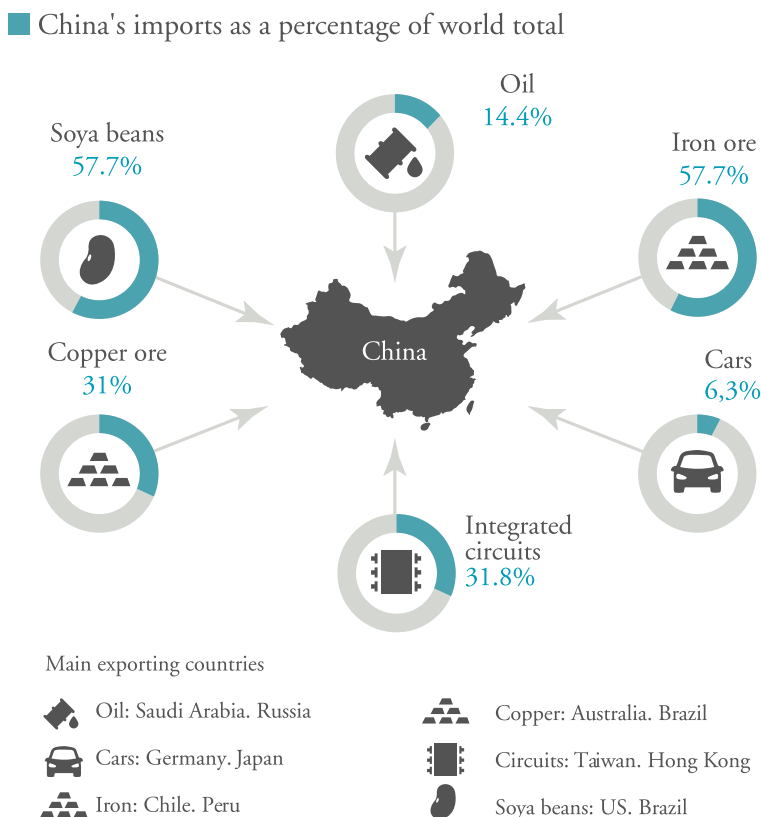 China's imports as a percentage of world total
Oil
14.4%
Soya beans
57.7%
Iron ore
57.7%
China
Copper ore
31%
Cars
6,3%
Integrated
circuits
31.8%
Main exporting countries
Oil: Saudi Arabia. Russia
Cars: Germany. Japan
Iron: Chile. Peru
Copper: Australia. Brazil
Circuits: Taiwan. Hong Kong
Soya beans: US. Brazil